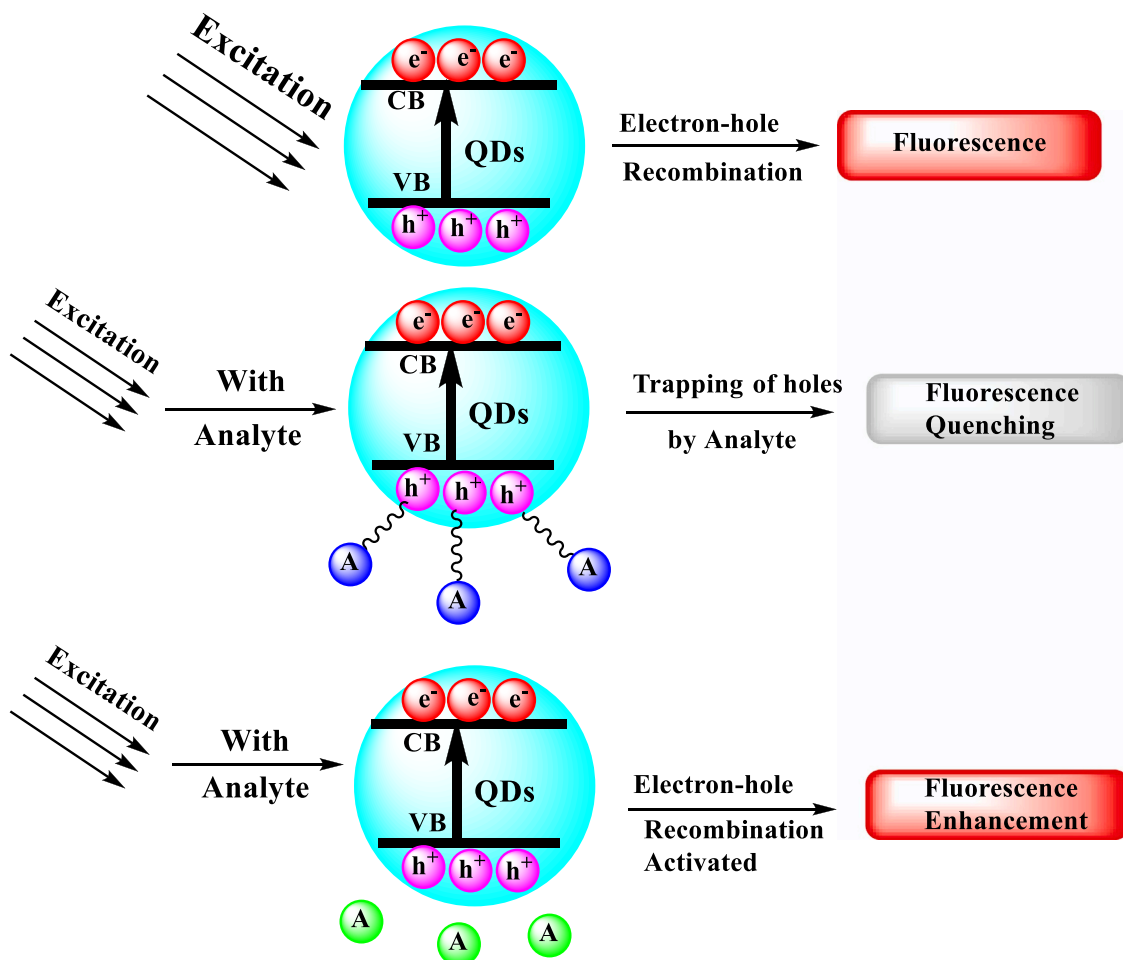 Excitation
e- e- e-
CB
QDs
VB
h+ h+ h+
Electron-hole
Recombination
Fluorescence
Excitation
With
Analyte
e- e- e-
CB
QDs
VB
h+ h+ h+
A
A
A
Trapping of holes
by Analyte
Fluorescence
Quenching
Excitation
With
Analyte
e- e- e-
CB
QDs
VB
h+ h+ h+
A
A
A
Electron-hole
Recombination
Activated
Fluorescence
Enhancement